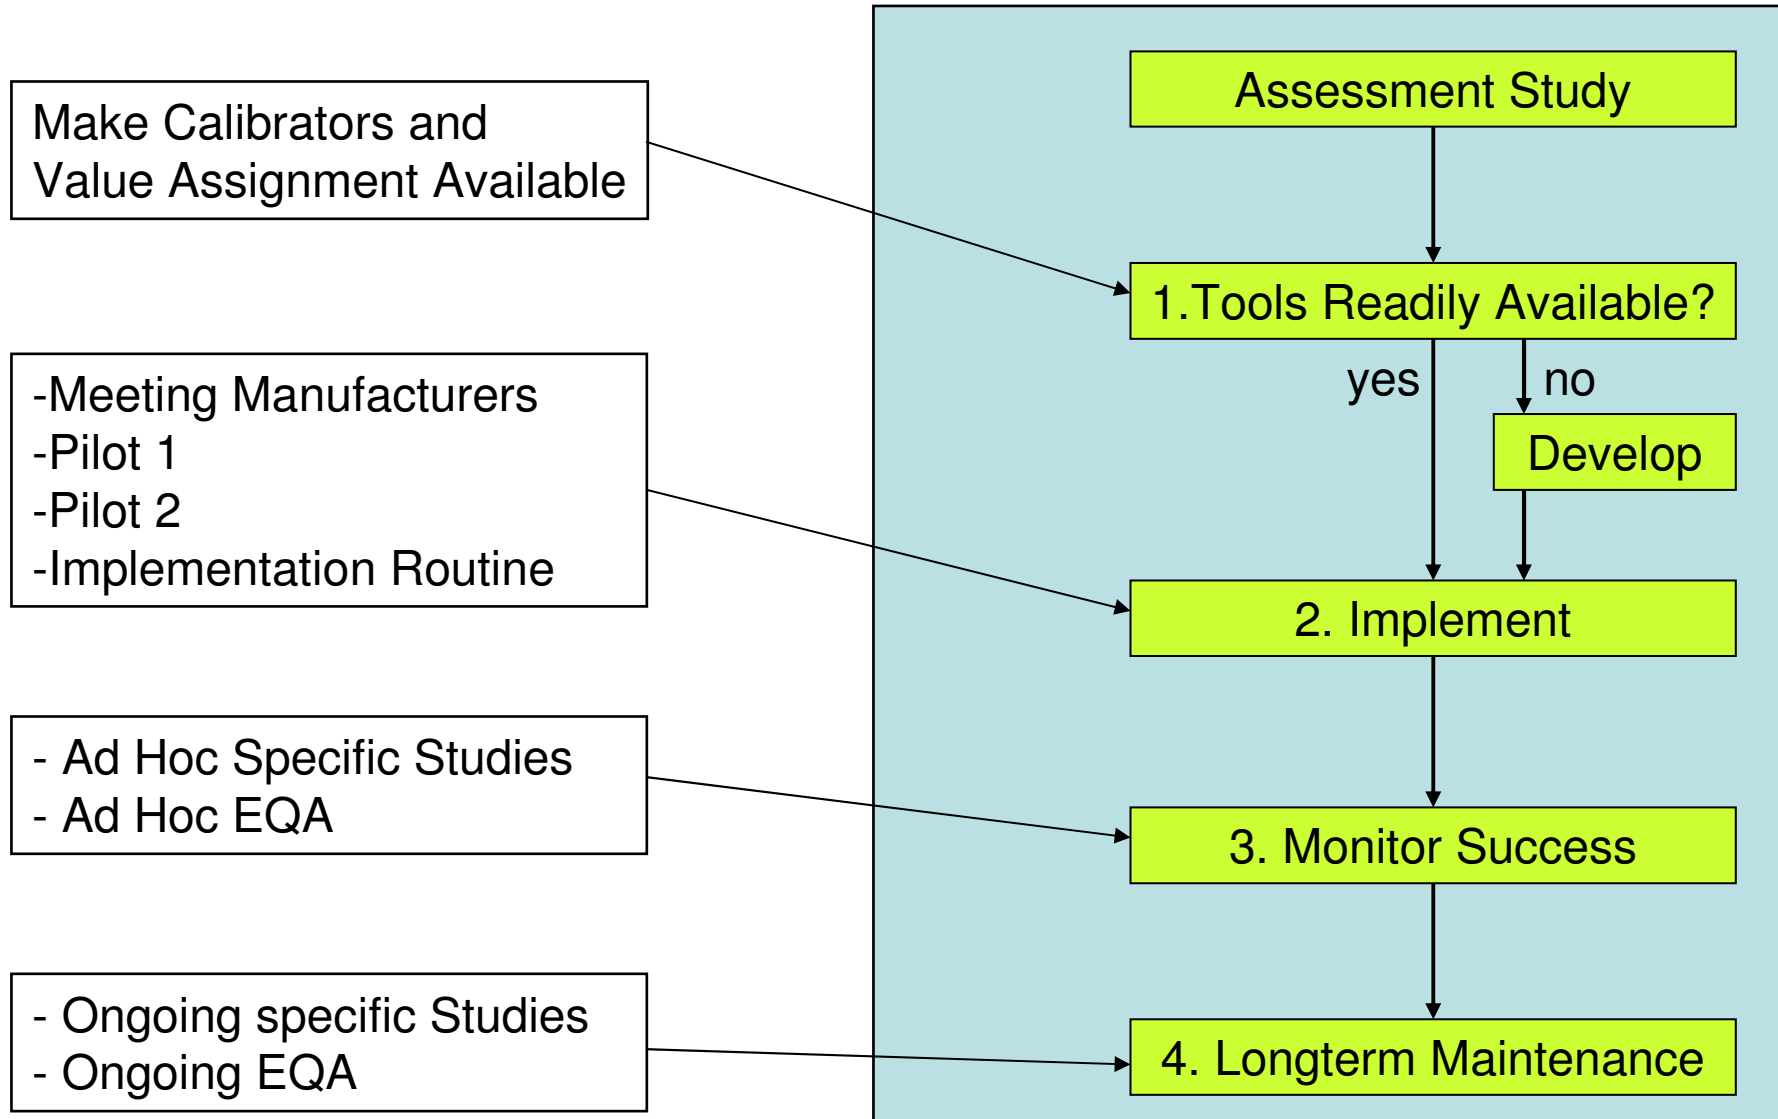 Assessment Study
Make Calibrators and
Value Assignment Available
1.Tools Readily Available?
yes
no
-Meeting Manufacturers
-Pilot 1
-Pilot 2
-Implementation Routine
Develop
2. Implement
- Ad Hoc Specific Studies
- Ad Hoc EQA
3. Monitor Success
- Ongoing specific Studies
- Ongoing EQA
4. Longterm Maintenance